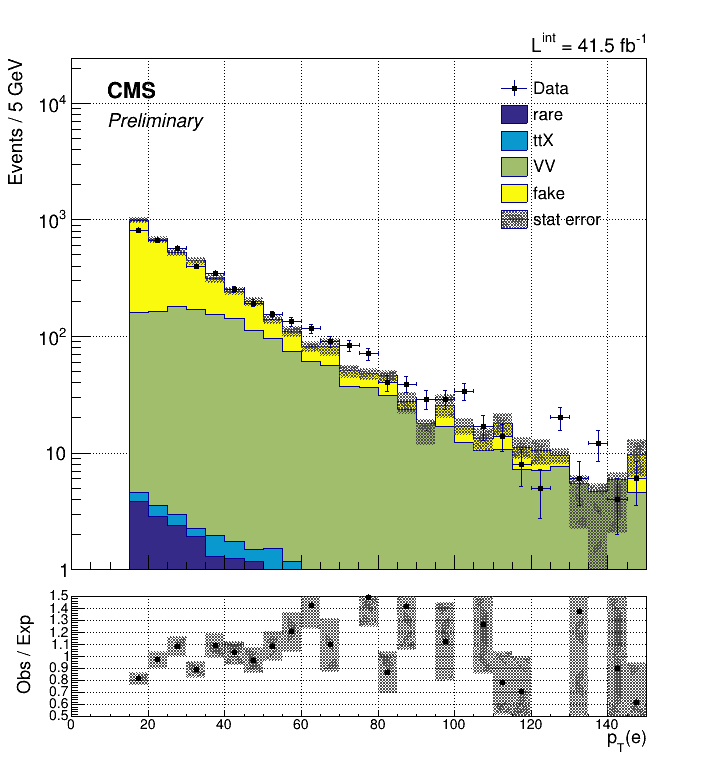 L^int = 41.5 fb^-1
Events / 5 GeV
CMS
Preliminary
Data
rare
ttX
VV
fake
stat error
10^4
10^3
10^2
10
1
Obs / Exp
1.5
1.4
1.3
1.2
1.1
1
0.9
0.8
0.7
0.6
0.5
0 20 40 60 80 100 120 140
p_T(e)